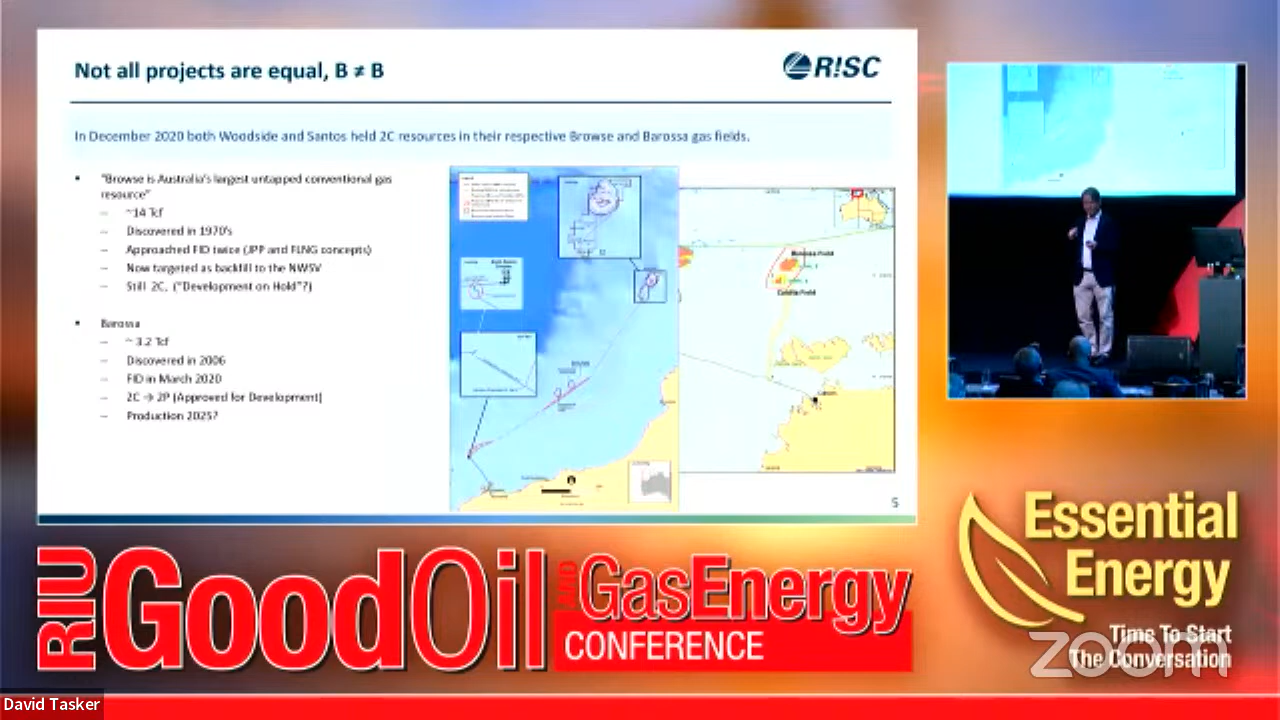 Not all projects are equal, B ≠ B
R!SC
In December 2020 both Woodside and Santos held 2C resources in their respective Browse and Barossa gas fields.
▪ "Browse is Australia's largest untapped conventional gas
resource"
– ~14 Tcf
– Discovered in 1970's
– Approached FID twice (JPP and FLNG concepts)
– Now targeted as backfill to the NWSV
– Still 2C, ("Development on Hold"?)
▪ Barossa
– ~ 3.2 Tcf
– Discovered in 2006
– FID in March 2020
– 2C → 2P (Approved for Development)
– Production 2025?
Barossa Field
Caldita Field
5
RIU
GoodOil
AND
GasEnergy
CONFERENCE
Essential
Energy
Time To Start
The Conversation
zoom
David Tasker